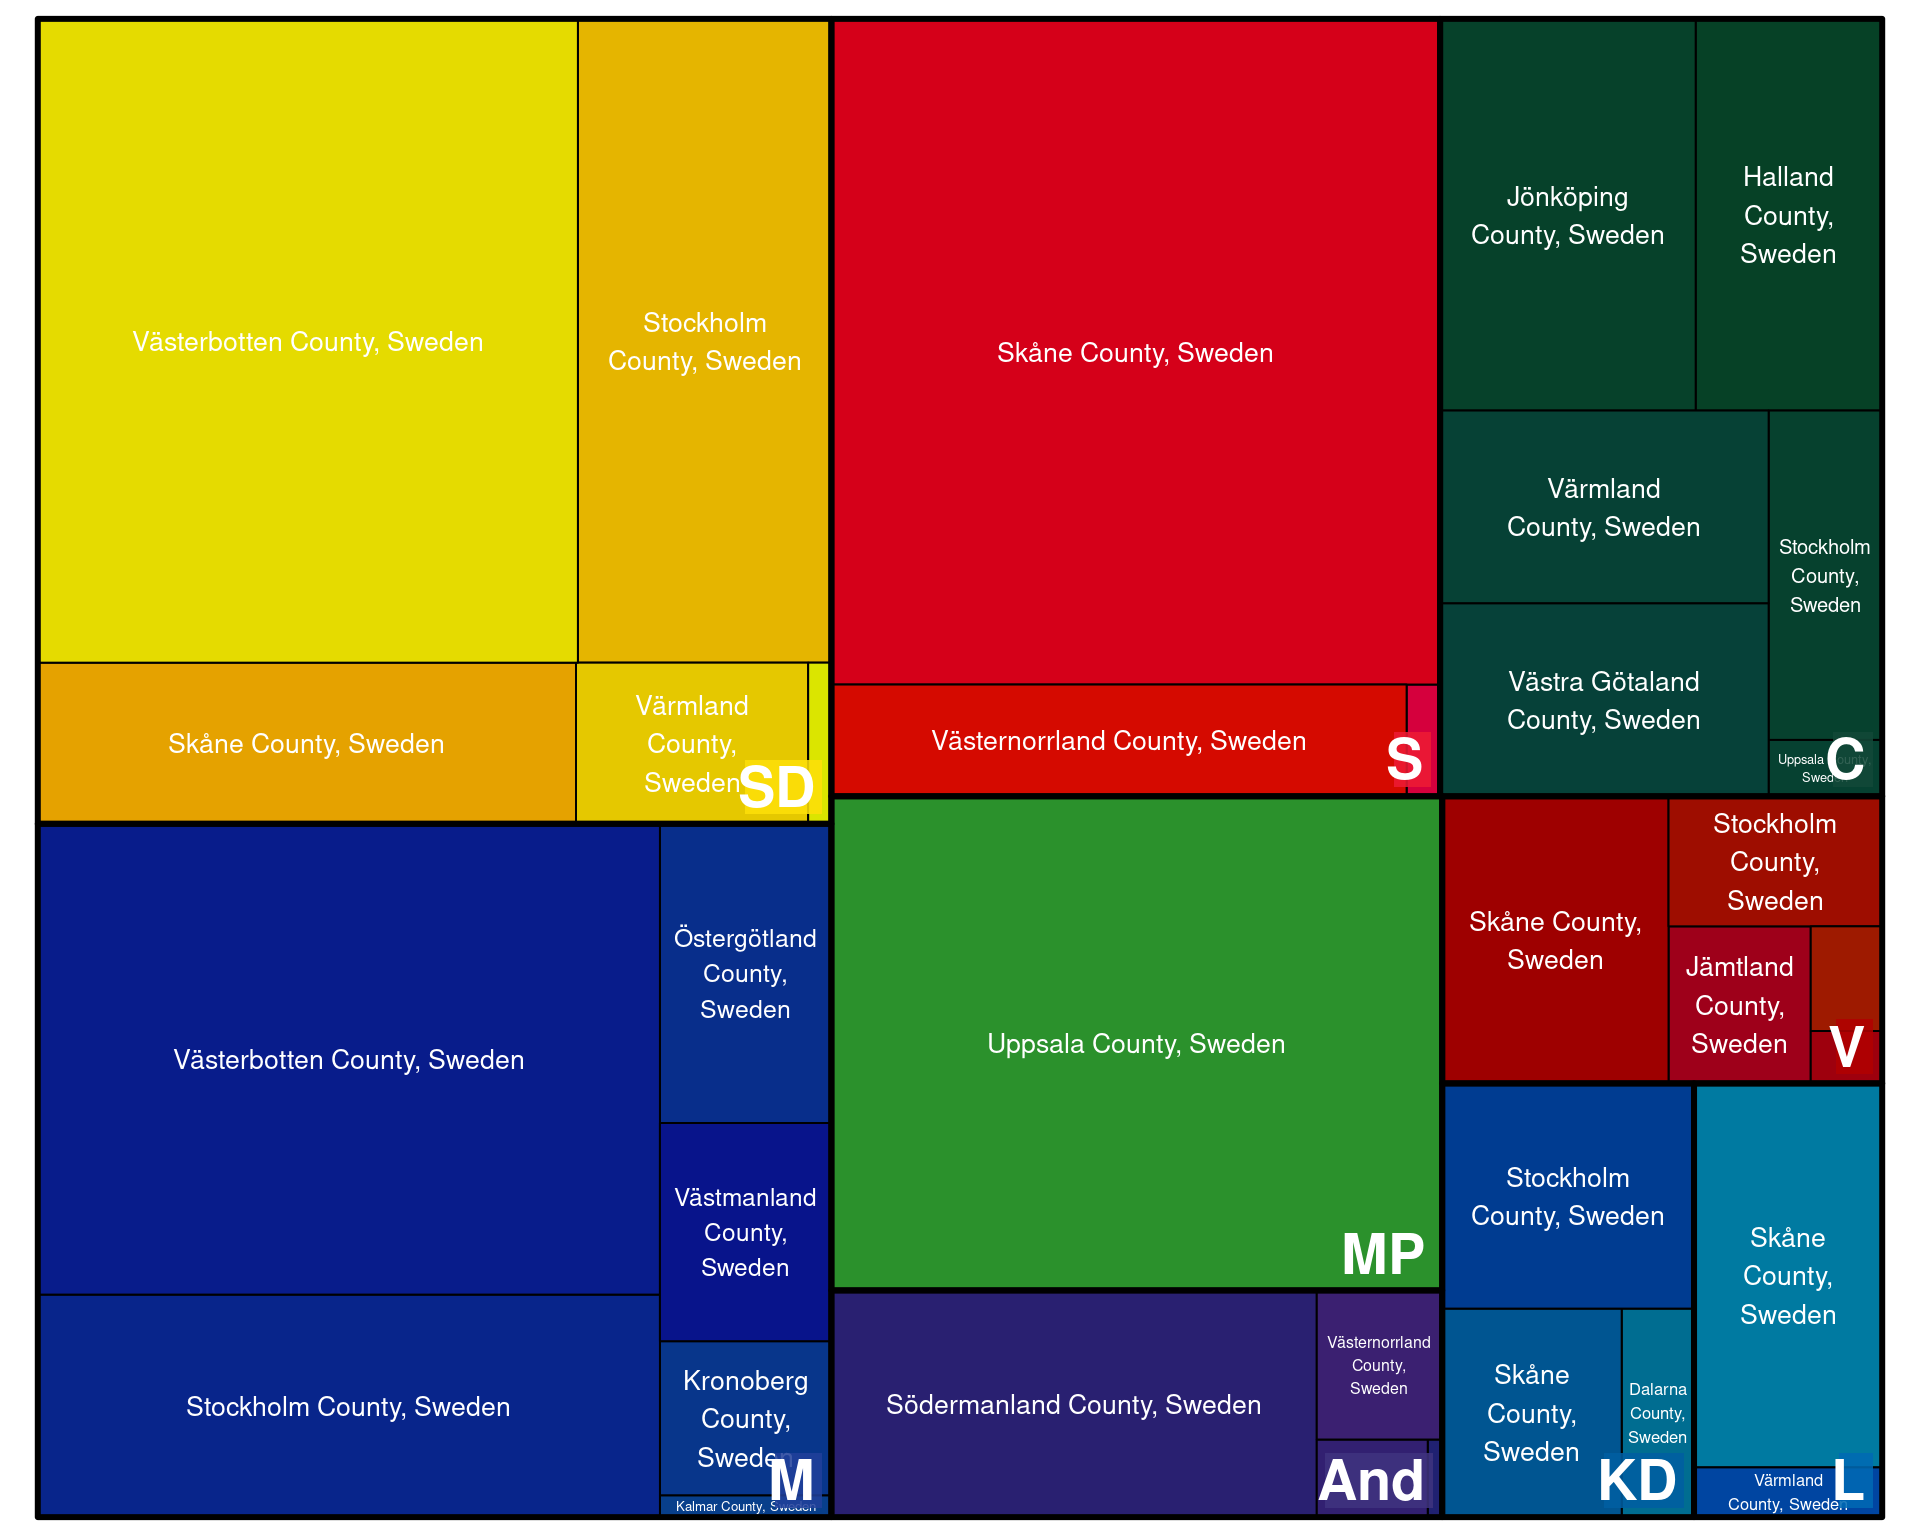 Västerbotten County, Sweden
Stockholm
County, Sweden
Skåne County, Sweden
Värmland
County,
Sweden
SD
Västerbotten County, Sweden
Östergötland
County,
Sweden
Västmanland
County,
Sweden
Stockholm County, Sweden
Kronoberg
County,
Sweden
Kalmar County, Sweden
M
Skåne County, Sweden
Västernorrland County, Sweden
S
Uppsala County, Sweden
MP
Södermanland County, Sweden
Västernorrland
County,
Sweden
And
Jönköping
County, Sweden
Halland
County,
Sweden
Värmland
County, Sweden
Stockholm
County,
Sweden
Västra Götaland
County, Sweden
Uppsala County,
Sweden
C
Skåne County,
Sweden
Stockholm
County,
Sweden
Jämtland
County,
Sweden
V
Stockholm
County, Sweden
Skåne
County,
Sweden
Dalarna
County,
Sweden
KD
Skåne
County,
Sweden
Värmland
County, Sweden
L